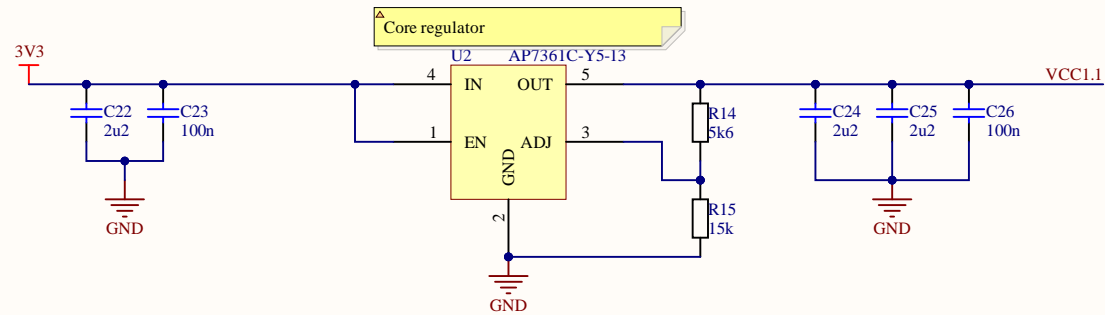 Core regulator
3V3
U2 AP7361C-Y5-13
4 IN OUT 5
VCC1.1
C22
2u2
C23
100n
R14
5k6
C24
2u2
C25
2u2
C26
100n
1 EN ADJ 3
GND
2
R15
15k
GND
GND
GND